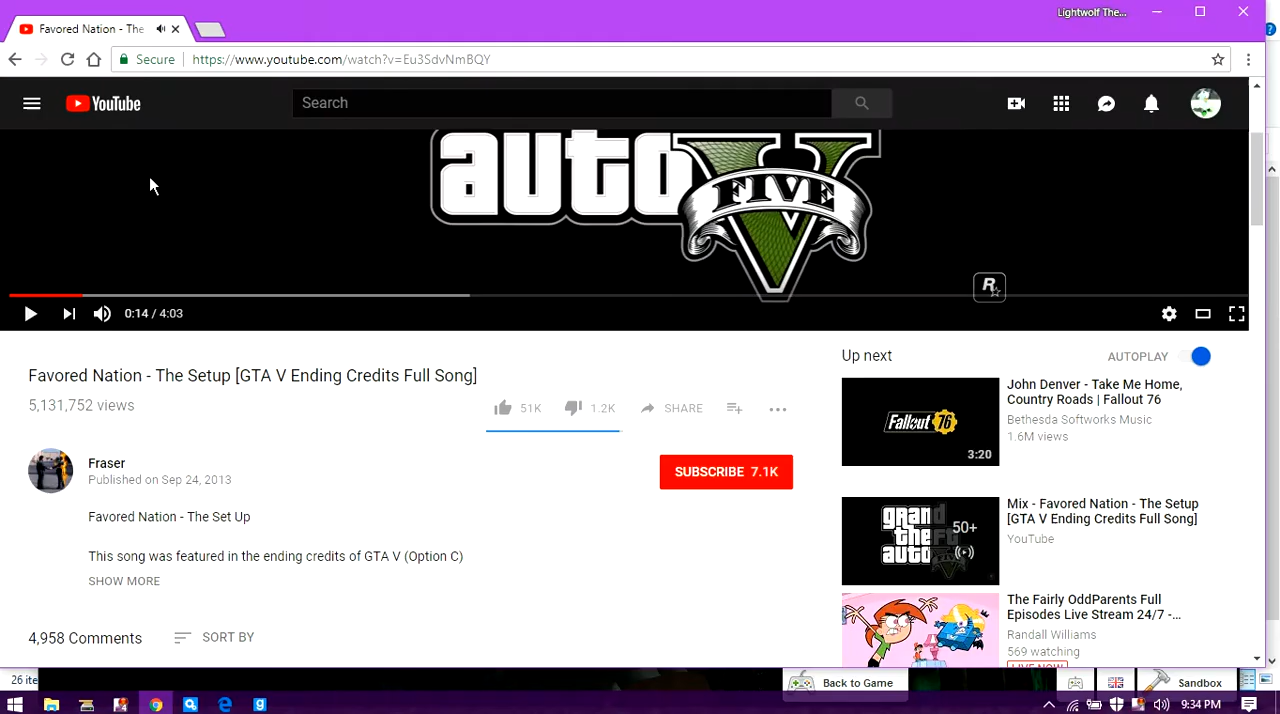 Favored Nation - The
Lightwolf The...
Secure
https://www.youtube.com/watch?v=Eu3SdvNmBQY
YouTube
Search
auto
V
FIVE
R
0:14 / 4:03
Favored Nation - The Setup [GTA V Ending Credits Full Song]
5,131,752 views
51K
1.2K
SHARE
Fraser
Published on Sep 24, 2013
SUBSCRIBE 7.1K
Favored Nation - The Set Up
This song was featured in the ending credits of GTA V (Option C)
SHOW MORE
4,958 Comments
SORT BY
Up next
AUTOPLAY
Fallout 76
3:20
John Denver - Take Me Home,
Country Roads | Fallout 76
Bethesda Softworks Music
1.6M views
grand
theft
auto
50+
Mix - Favored Nation - The Setup
[GTA V Ending Credits Full Song]
YouTube
The Fairly OddParents Full
Episodes Live Stream 24/7 -...
Randall Williams
569 watching
LIVE NOW
26 ite
Back to Game
Sandbox
9:34 PM